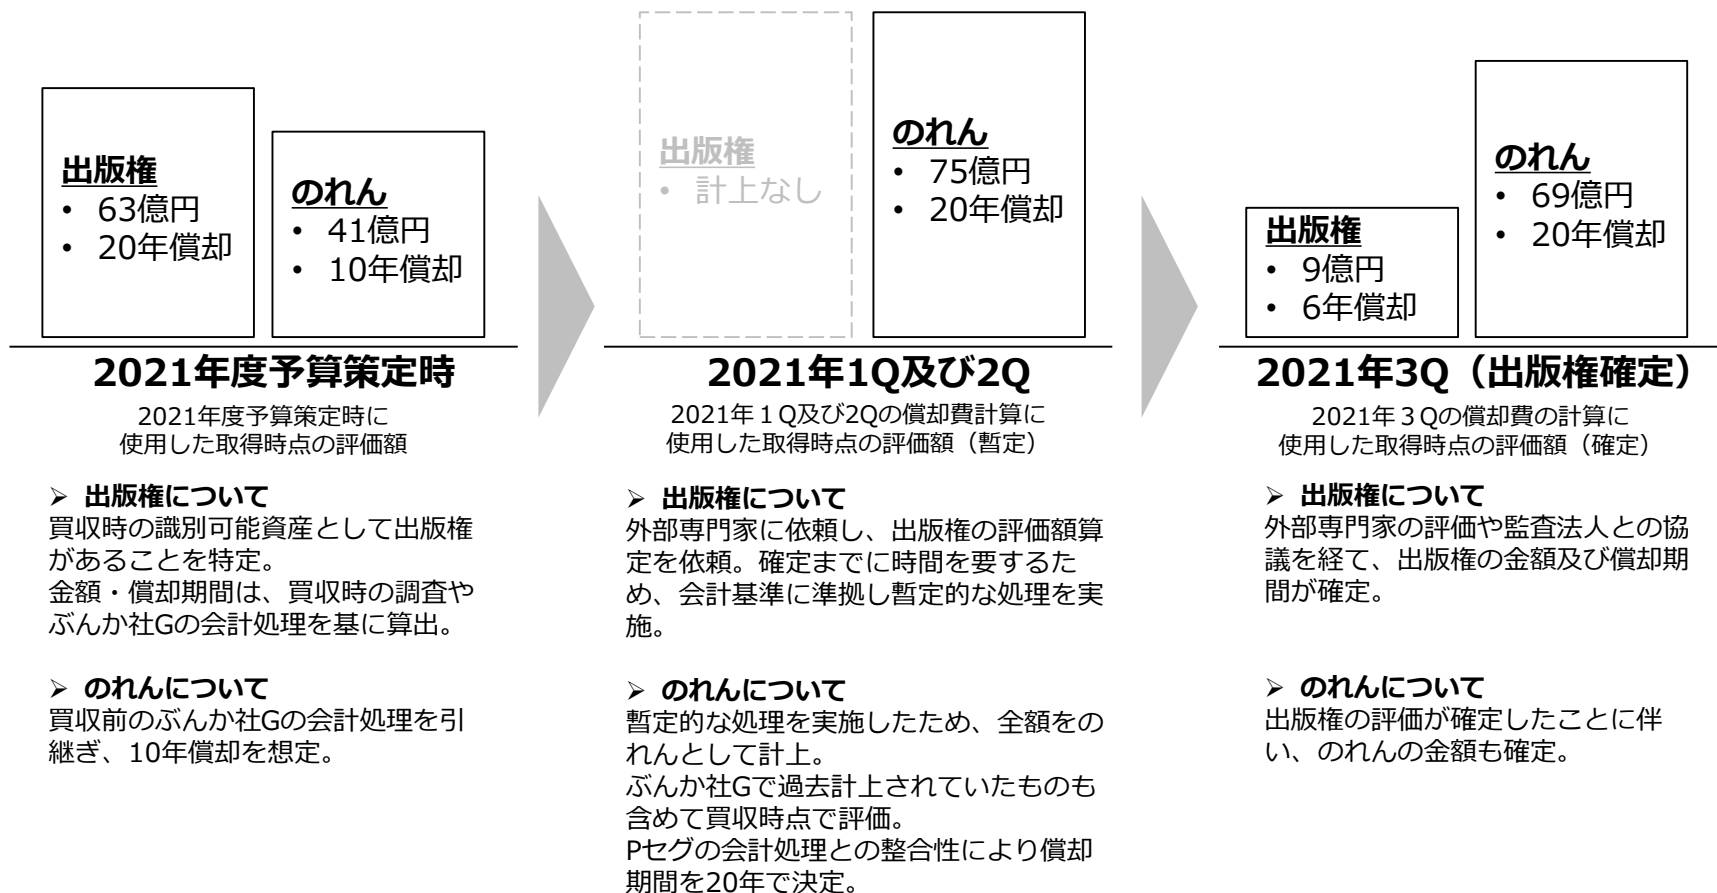 出版権
• 63億円
• 20年償却
のれん
• 41億円
• 10年償却
2021年度予算策定時
2021年度予算策定時に
使用した取得時点の評価額
➢ 出版権について
買収時の識別可能資産として出版権
があることを特定。
金額・償却期間は、買収時の調査や
ぶんか社Gの会計処理を基に算出。
➢ のれんについて
買収前のぶんか社Gの会計処理を引
継ぎ、10年償却を想定。
出版権
• 計上なし
のれん
• 75億円
• 20年償却
2021年1Q及び2Q
2021年１Q及び2Qの償却費計算に
使用した取得時点の評価額（暫定）
➢ 出版権について
外部専門家に依頼し、出版権の評価額算
定を依頼。確定までに時間を要するた
め、会計基準に準拠し暫定的な処理を実
施。
➢ のれんについて
暫定的な処理を実施したため、全額をの
れんとして計上。
ぶんか社Gで過去計上されていたものも
含めて買収時点で評価。
Pセグの会計処理との整合性により償却
期間を20年で決定。
出版権
• 9億円
• 6年償却
のれん
• 69億円
• 20年償却
2021年3Q（出版権確定）
2021年３Qの償却費の計算に
使用した取得時点の評価額（確定）
➢ 出版権について
外部専門家の評価や監査法人との協
議を経て、出版権の金額及び償却期
間が確定。
➢ のれんについて
出版権の評価が確定したことに伴
い、のれんの金額も確定。